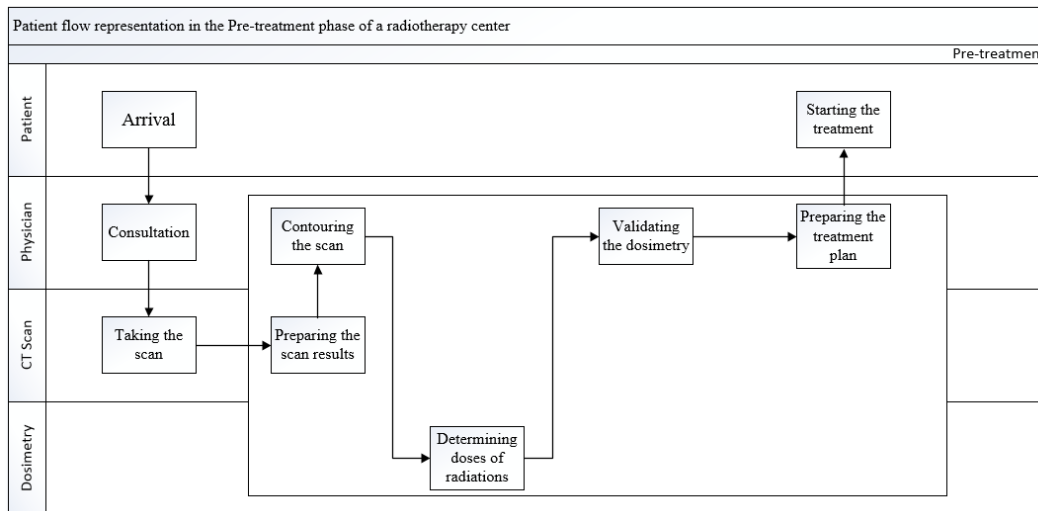 Patient flow representation in the Pre-treatment phase of a radiotherapy center
Pre-treatmen
Patient
Arrival
Starting the
treatment
Physician
Consultation
Contouring
the scan
Validating
the dosimetry
Preparing the
treatment
plan
CT Scan
Taking the
scan
Preparing the
scan results
Dosimetry
Determining
doses of
radiations